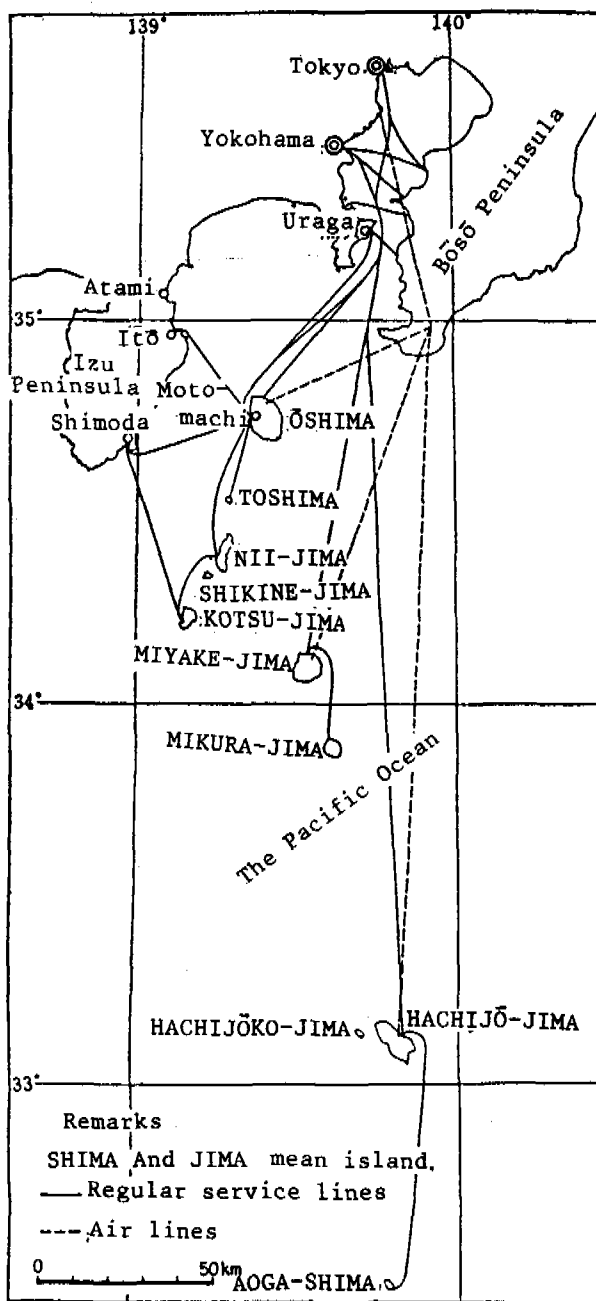 139°
140°
Tokyo
Yokohama
Bōsō Peninsula
Uraga
Atami
35°
Itō
Izu
Peninsula
Moto-
machi
Shimoda
ŌSHIMA
TOSHIMA
NII-JIMA
SHIKINE-JIMA
KOTSU-JIMA
MIYAKE-JIMA
34°
MIKURA-JIMA
The Pacific Ocean
HACHIJŌKO-JIMA
HACHIJŌ-JIMA
33°
Remarks
SHIMA And JIMA mean island.
Regular service lines
Air lines
0 50km
AOGA-SHIMA